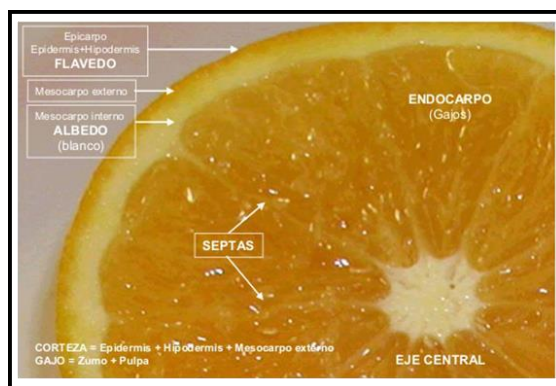 Epicarpo
Epidermis+Hipodermis
FLAVEDO
Mesocarpo externo
Mesocarpo interno
ALBEDO
(blanco)
ENDOCARPO
(Gajos)
SEPTAS
CORTEZA = Epidermis + Hipodermis + Mesocarpo externo
GAJO = Zumo + Pulpa
EJE CENTRAL